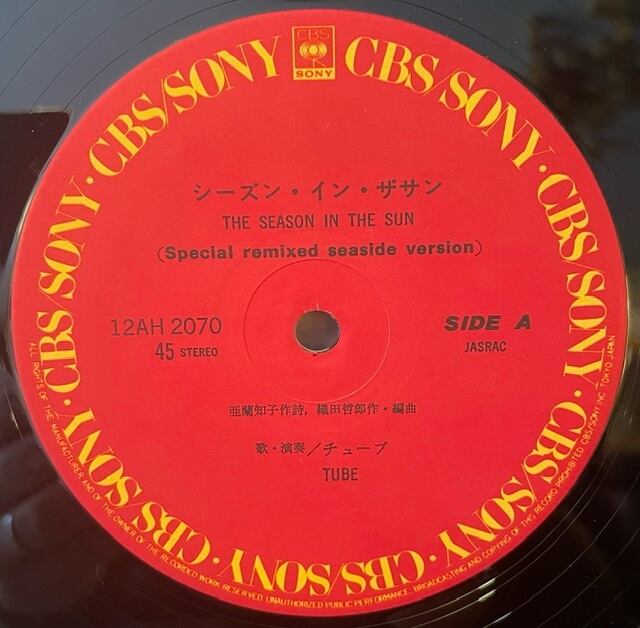 CBS
SONY
CBS/SONY · CBS/SONY · CBS/SONY · CBS/SONY · CBS/SONY · CBS/SONY · CBS/SONY · CBS/SONY
シーズン・イン・ザサン
THE SEASON IN THE SUN
(Special remixed seaside version)
12AH 2070
45 STEREO
SIDE A
JASRAC
亜蘭知子作詩, 織田哲郎作・編曲
歌・演奏/チューブ
TUBE
ALL RIGHTS OF THE MANUFACTURER AND OF THE OWNER OF THE RECORDED WORK RESERVED. UNAUTHORIZED PUBLIC PERFORMANCE, BROADCASTING AND COPYING OF THIS RECORD PROHIBITED CBS/SONY INC. TOKYO JAPAN